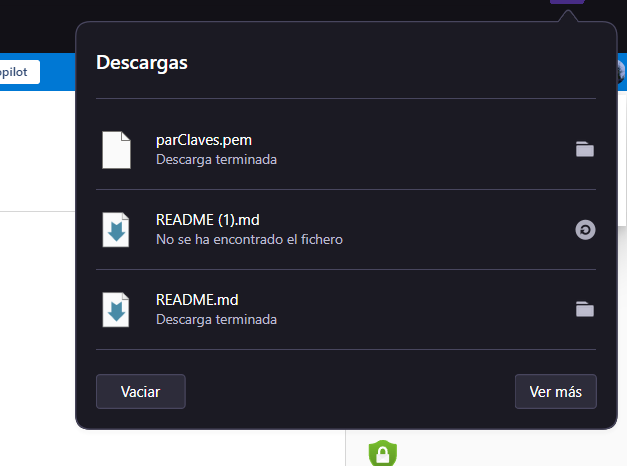 Descargas
pilot
parClaves.pem
Descarga terminada
README (1).md
No se ha encontrado el fichero
README.md
Descarga terminada
Vaciar
Ver más